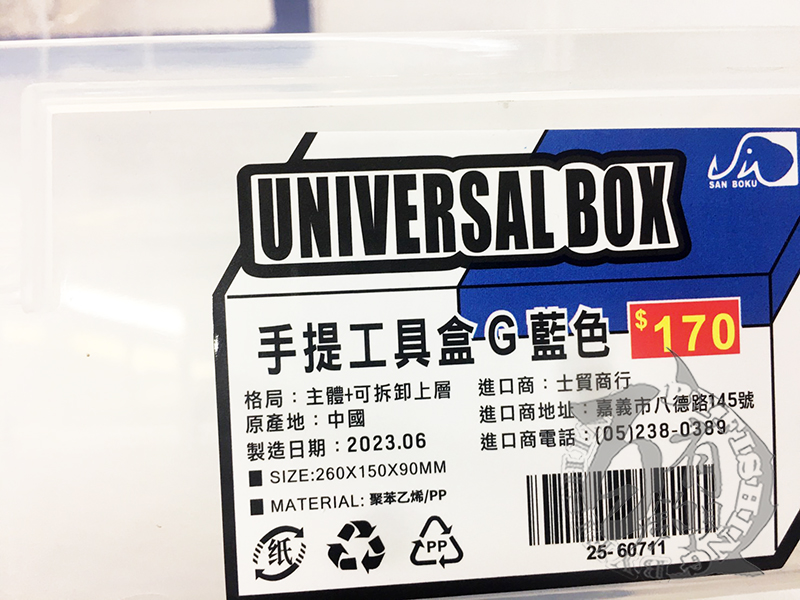 SAN BOKU
UNIVERSAL BOX
手提工具盒 G 藍色 $170
格局：主體+可拆卸上層
原產地：中國
製造日期：2023.06
SIZE:260X150X90MM
MATERIAL: 聚苯乙烯/PP
進口商：士貿商行
進口商地址：嘉義市八德路145號
進口商電話：(05)238-0389
纸
PP
25-60711
FISHING